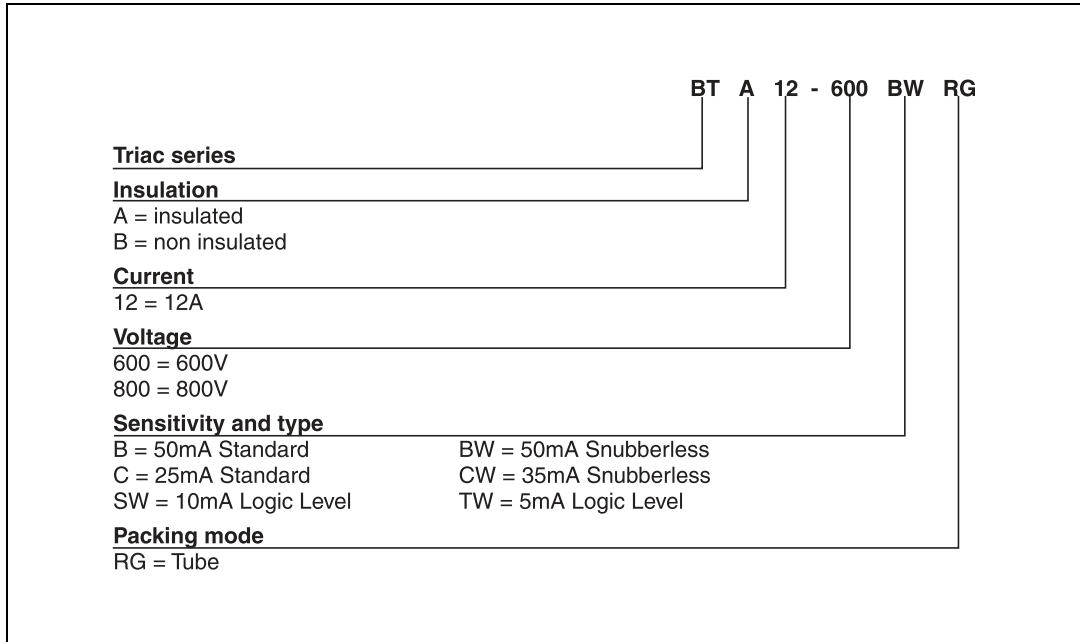 BT A 12 - 600 BW RG
Triac series
Insulation
A = insulated
B = non insulated
Current
12 = 12A
Voltage
600 = 600V
800 = 800V
Sensitivity and type
B = 50mA Standard BW = 50mA Snubberless
C = 25mA Standard CW = 35mA Snubberless
SW = 10mA Logic Level TW = 5mA Logic Level
Packing mode
RG = Tube